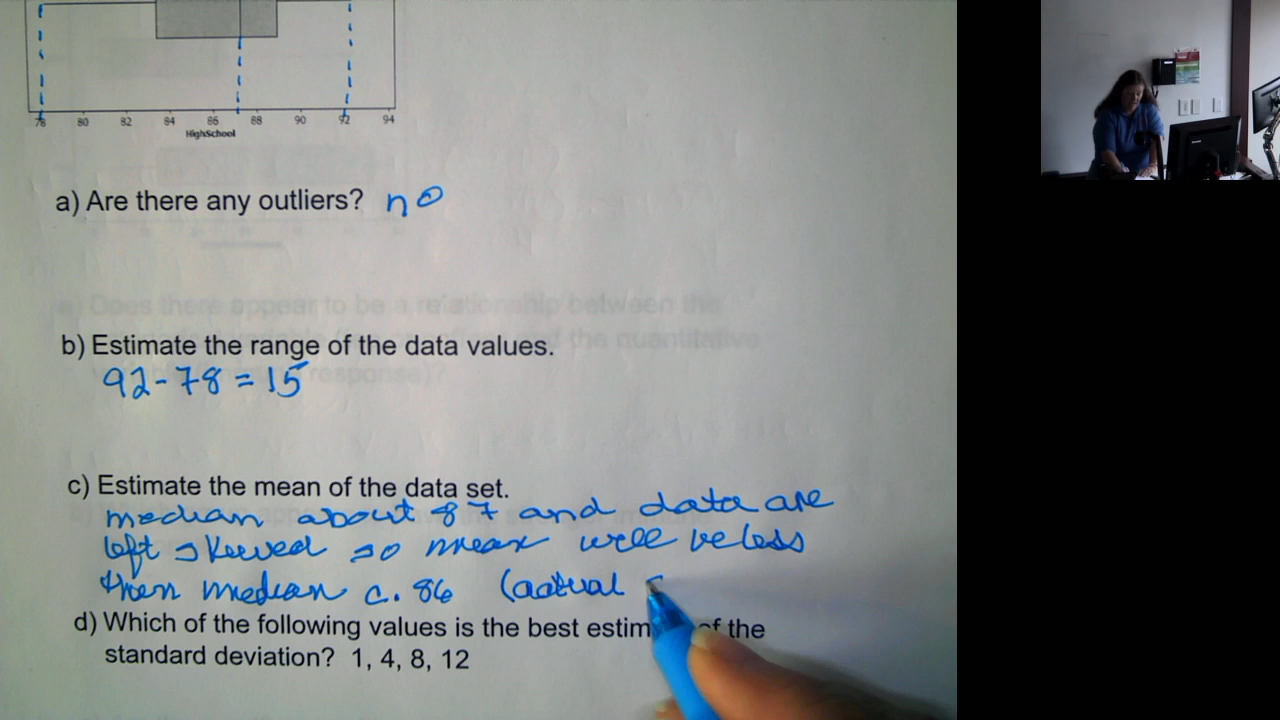 78 80 82 84 86 88 90 92 94
HighSchool
a) Are there any outliers? no
b) Estimate the range of the data values.
92-78 = 15
c) Estimate the mean of the data set.
median about 87 and data are
left skewed so mean will be less
then median c. 86 (actual
d) Which of the following values is the best estim of the
standard deviation? 1, 4, 8, 12